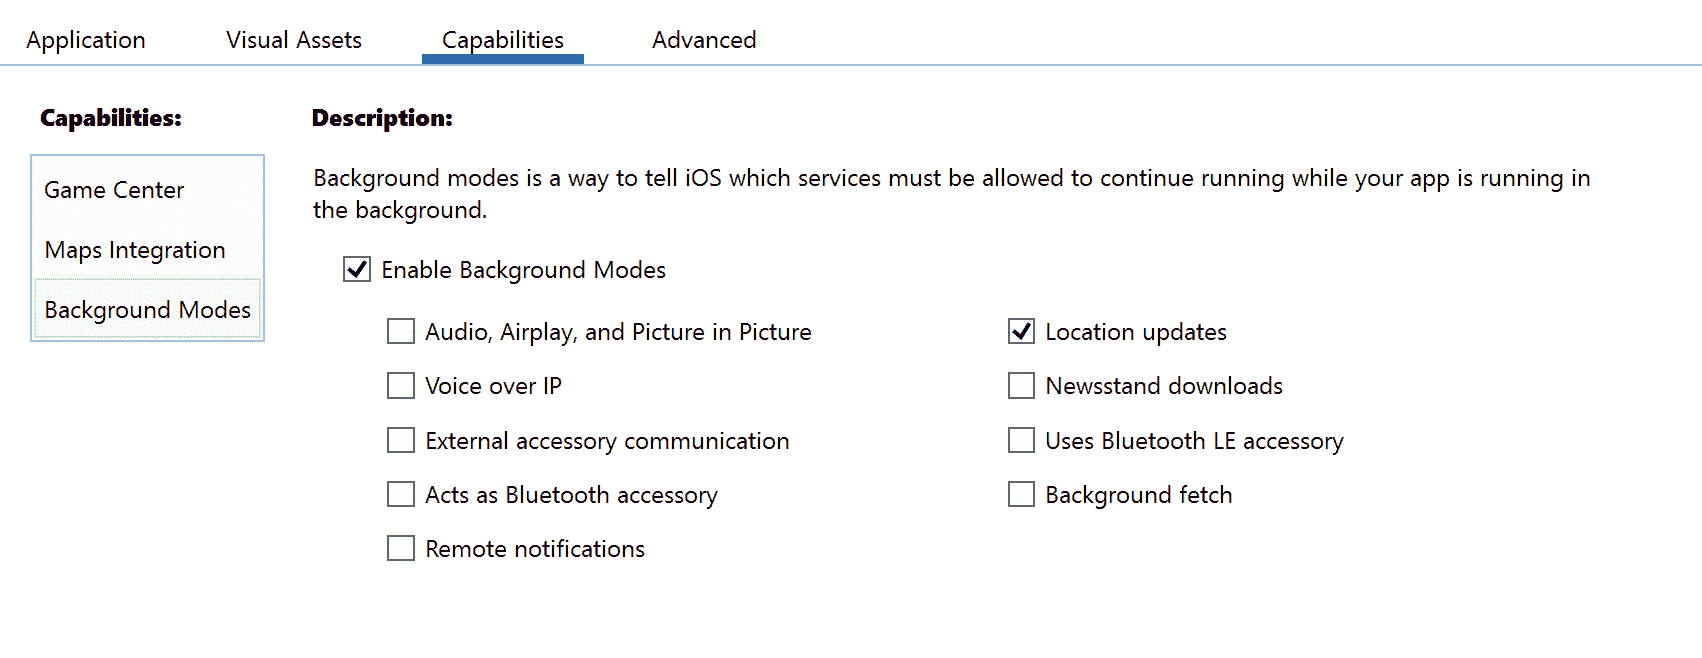 Application Visual Assets Capabilities Advanced
Capabilities:
Game Center
Maps Integration
Background Modes
Description:
Background modes is a way to tell iOS which services must be allowed to continue running while your app is running in
the background.
Enable Background Modes
Audio, Airplay, and Picture in Picture
Voice over IP
External accessory communication
Acts as Bluetooth accessory
Remote notifications
Location updates
Newsstand downloads
Uses Bluetooth LE accessory
Background fetch